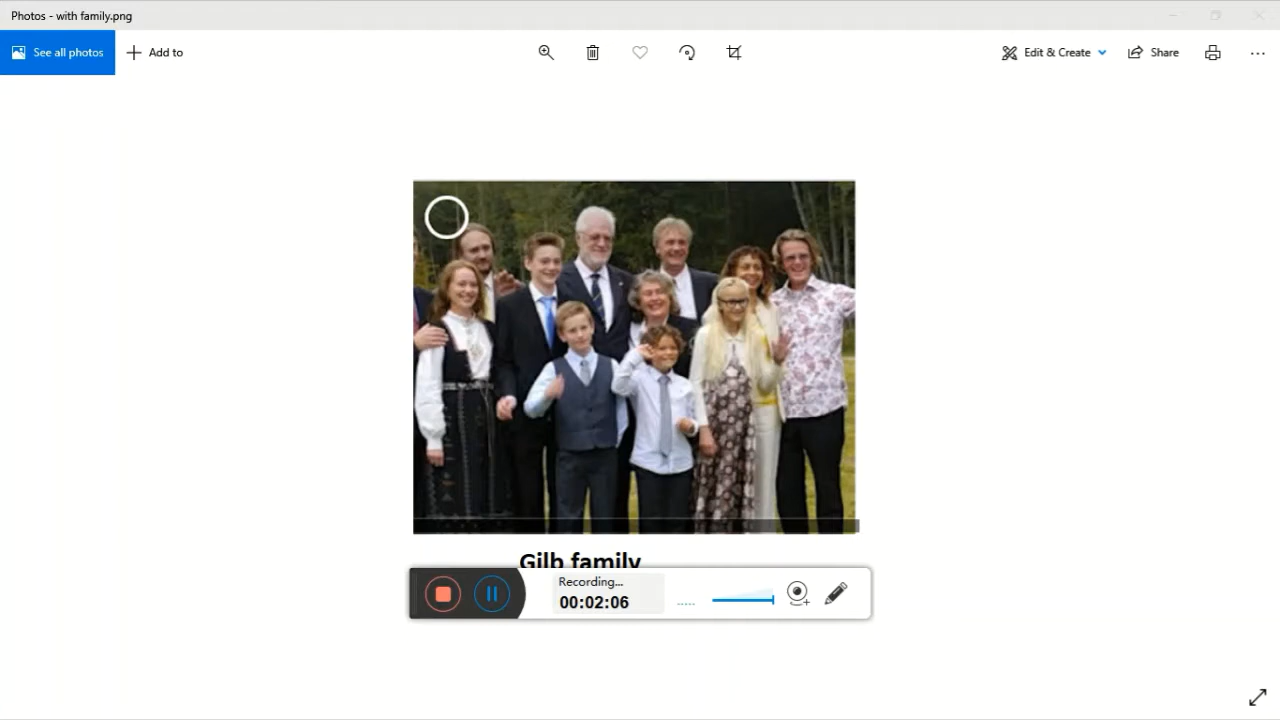 Photos - with family.png
See all photos
Add to
Edit & Create
Share
Gilb family
Recording...
00:02:06